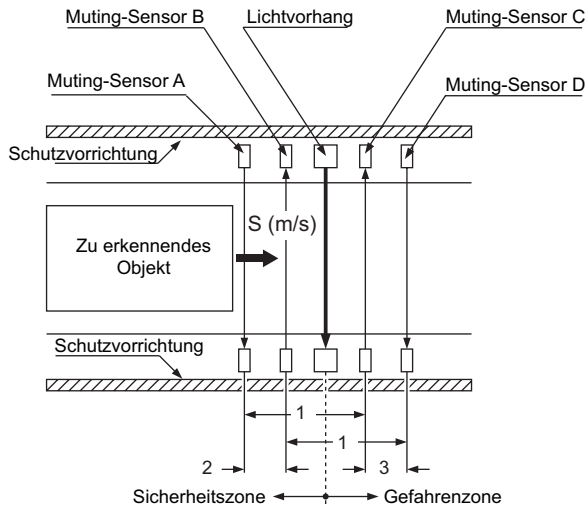 Muting-Sensor B
Lichtvorhang
Muting-Sensor C
Muting-Sensor A
Muting-Sensor D
Schutzvorrichtung
S (m/s)
Zu erkennendes
Objekt
Schutzvorrichtung
1
1
2
3
Sicherheitszone
Gefahrenzone